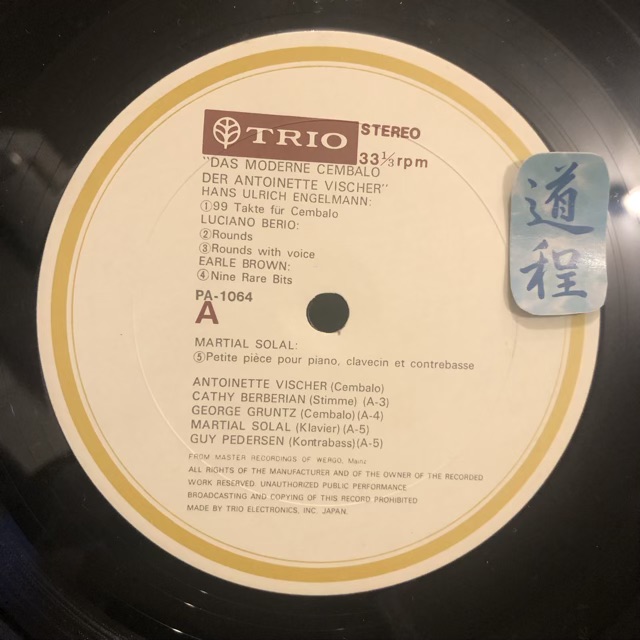 TRIO STEREO
33⅓rpm
"DAS MODERNE CEMBALO
DER ANTOINETTE VISCHER"
HANS ULRICH ENGELMANN:
①99 Takte für Cembalo
LUCIANO BERIO:
②Rounds
③Rounds with voice
EARLE BROWN:
④Nine Rare Bits
PA-1064
A
MARTIAL SOLAL:
⑤Petite pièce pour piano, clavecin et contrebasse
ANTOINETTE VISCHER (Cembalo)
CATHY BERBERIAN (Stimme) (A-3)
GEORGE GRUNTZ (Cembalo) (A-4)
MARTIAL SOLAL (Klavier) (A-5)
GUY PEDERSEN (Kontrabass) (A-5)
FROM MASTER RECORDINGS OF WERGO, Mainz
ALL RIGHTS OF THE MANUFACTURER AND OF THE OWNER OF THE RECORDED
WORK RESERVED UNAUTHORIZED PUBLIC PERFORMANCE
BROADCASTING AND COPYING OF THIS RECORD PROHIBITED
MADE BY TRIO ELECTRONICS, INC. JAPAN.
道程